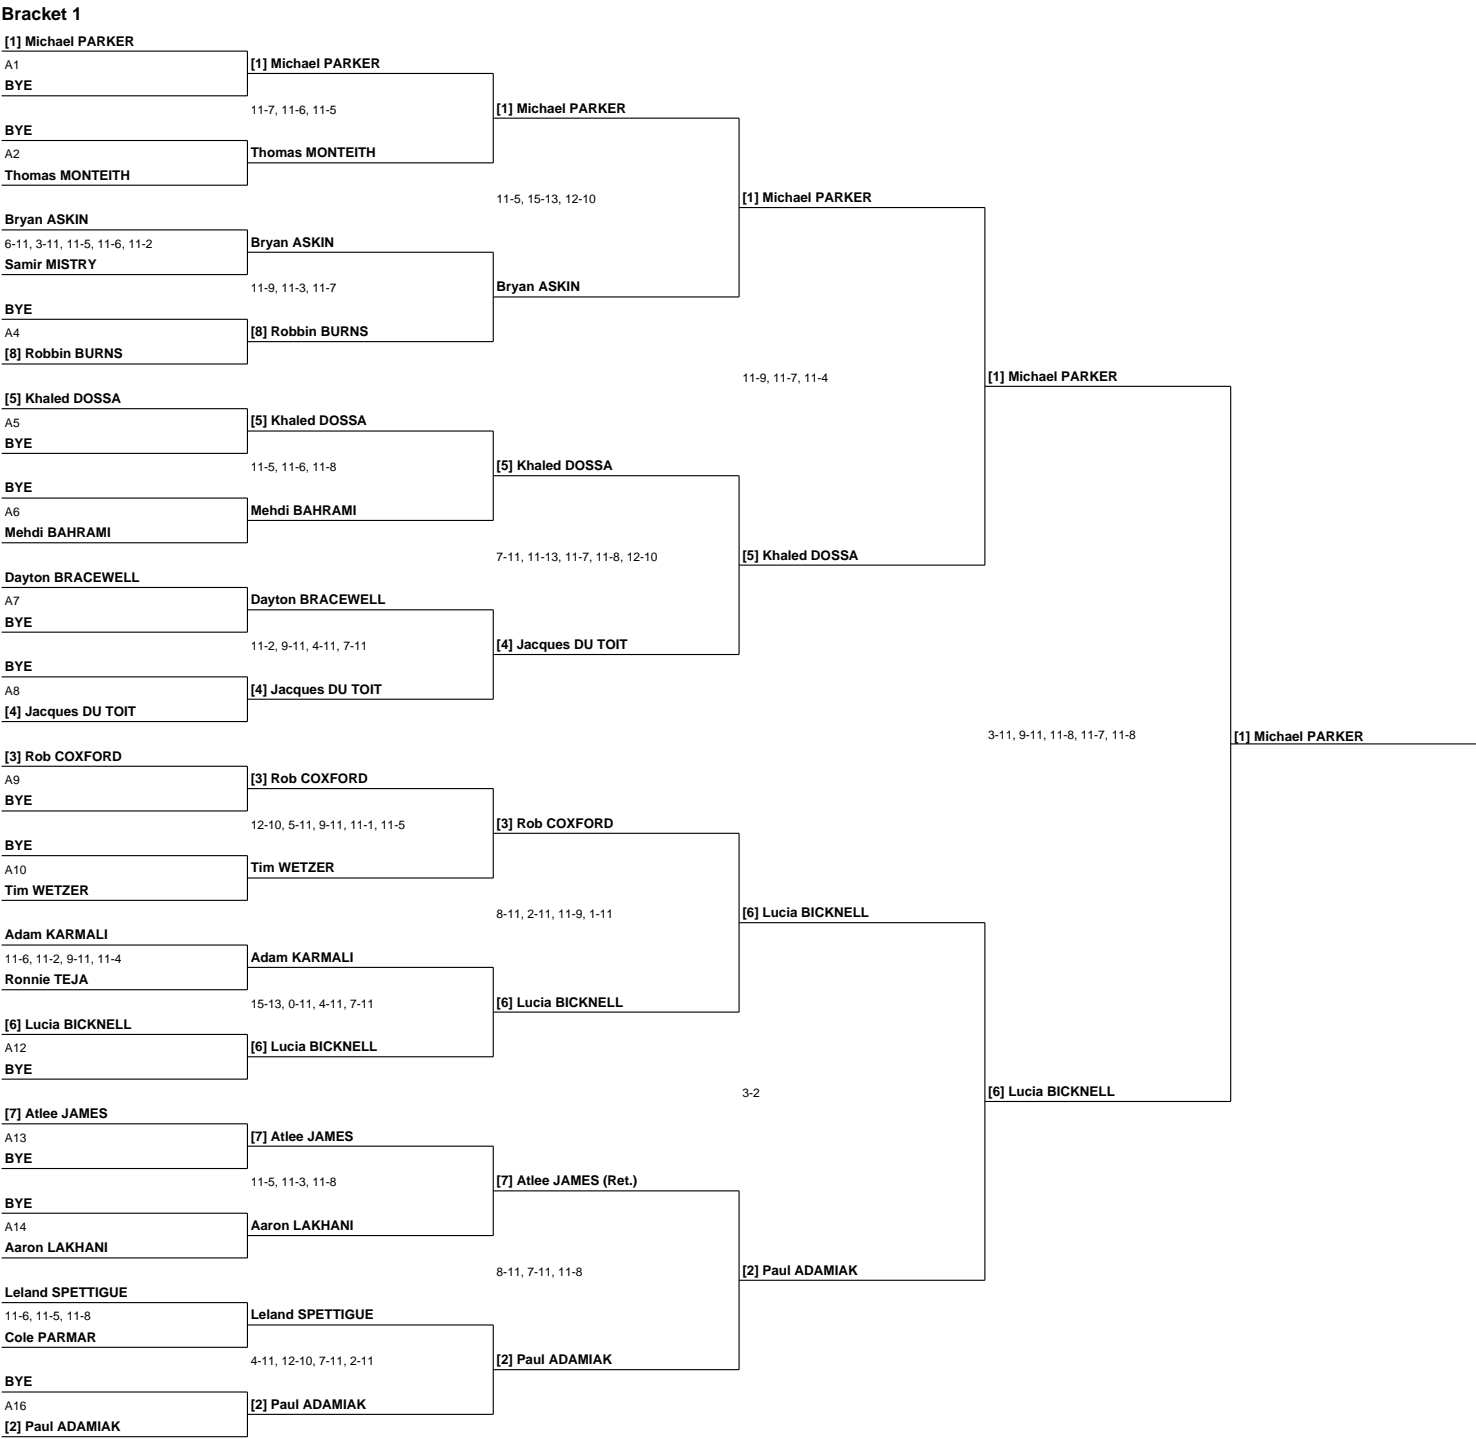 Bracket 1
[1] Michael PARKER
A1
[1] Michael PARKER
BYE
11-7, 11-6, 11-5
[1] Michael PARKER
BYE
A2
Thomas MONTEITH
Thomas MONTEITH
11-5, 15-13, 12-10
[1] Michael PARKER
Bryan ASKIN
6-11, 3-11, 11-5, 11-6, 11-2
Bryan ASKIN
Samir MISTRY
11-9, 11-3, 11-7
Bryan ASKIN
BYE
A4
[8] Robbin BURNS
[8] Robbin BURNS
11-9, 11-7, 11-4
[1] Michael PARKER
[5] Khaled DOSSA
A5
[5] Khaled DOSSA
BYE
11-5, 11-6, 11-8
[5] Khaled DOSSA
BYE
A6
Mehdi BAHRAMI
Mehdi BAHRAMI
7-11, 11-13, 11-7, 11-8, 12-10
[5] Khaled DOSSA
Dayton BRACEWELL
A7
Dayton BRACEWELL
BYE
11-2, 9-11, 4-11, 7-11
[4] Jacques DU TOIT
BYE
A8
[4] Jacques DU TOIT
[4] Jacques DU TOIT
3-11, 9-11, 11-8, 11-7, 11-8
[1] Michael PARKER
[3] Rob COXFORD
A9
[3] Rob COXFORD
BYE
12-10, 5-11, 9-11, 11-1, 11-5
[3] Rob COXFORD
BYE
A10
Tim WETZER
Tim WETZER
8-11, 2-11, 11-9, 1-11
[6] Lucia BICKNELL
Adam KARMALI
11-6, 11-2, 9-11, 11-4
Adam KARMALI
Ronnie TEJA
15-13, 0-11, 4-11, 7-11
[6] Lucia BICKNELL
[6] Lucia BICKNELL
A12
[6] Lucia BICKNELL
BYE
3-2
[6] Lucia BICKNELL
[7] Atlee JAMES
A13
[7] Atlee JAMES
BYE
11-5, 11-3, 11-8
[7] Atlee JAMES (Ret.)
BYE
A14
Aaron LAKHANI
Aaron LAKHANI
8-11, 7-11, 11-8
[2] Paul ADAMIAK
Leland SPETTIGUE
11-6, 11-5, 11-8
Leland SPETTIGUE
Cole PARMAR
4-11, 12-10, 7-11, 2-11
[2] Paul ADAMIAK
BYE
A16
[2] Paul ADAMIAK
[2] Paul ADAMIAK